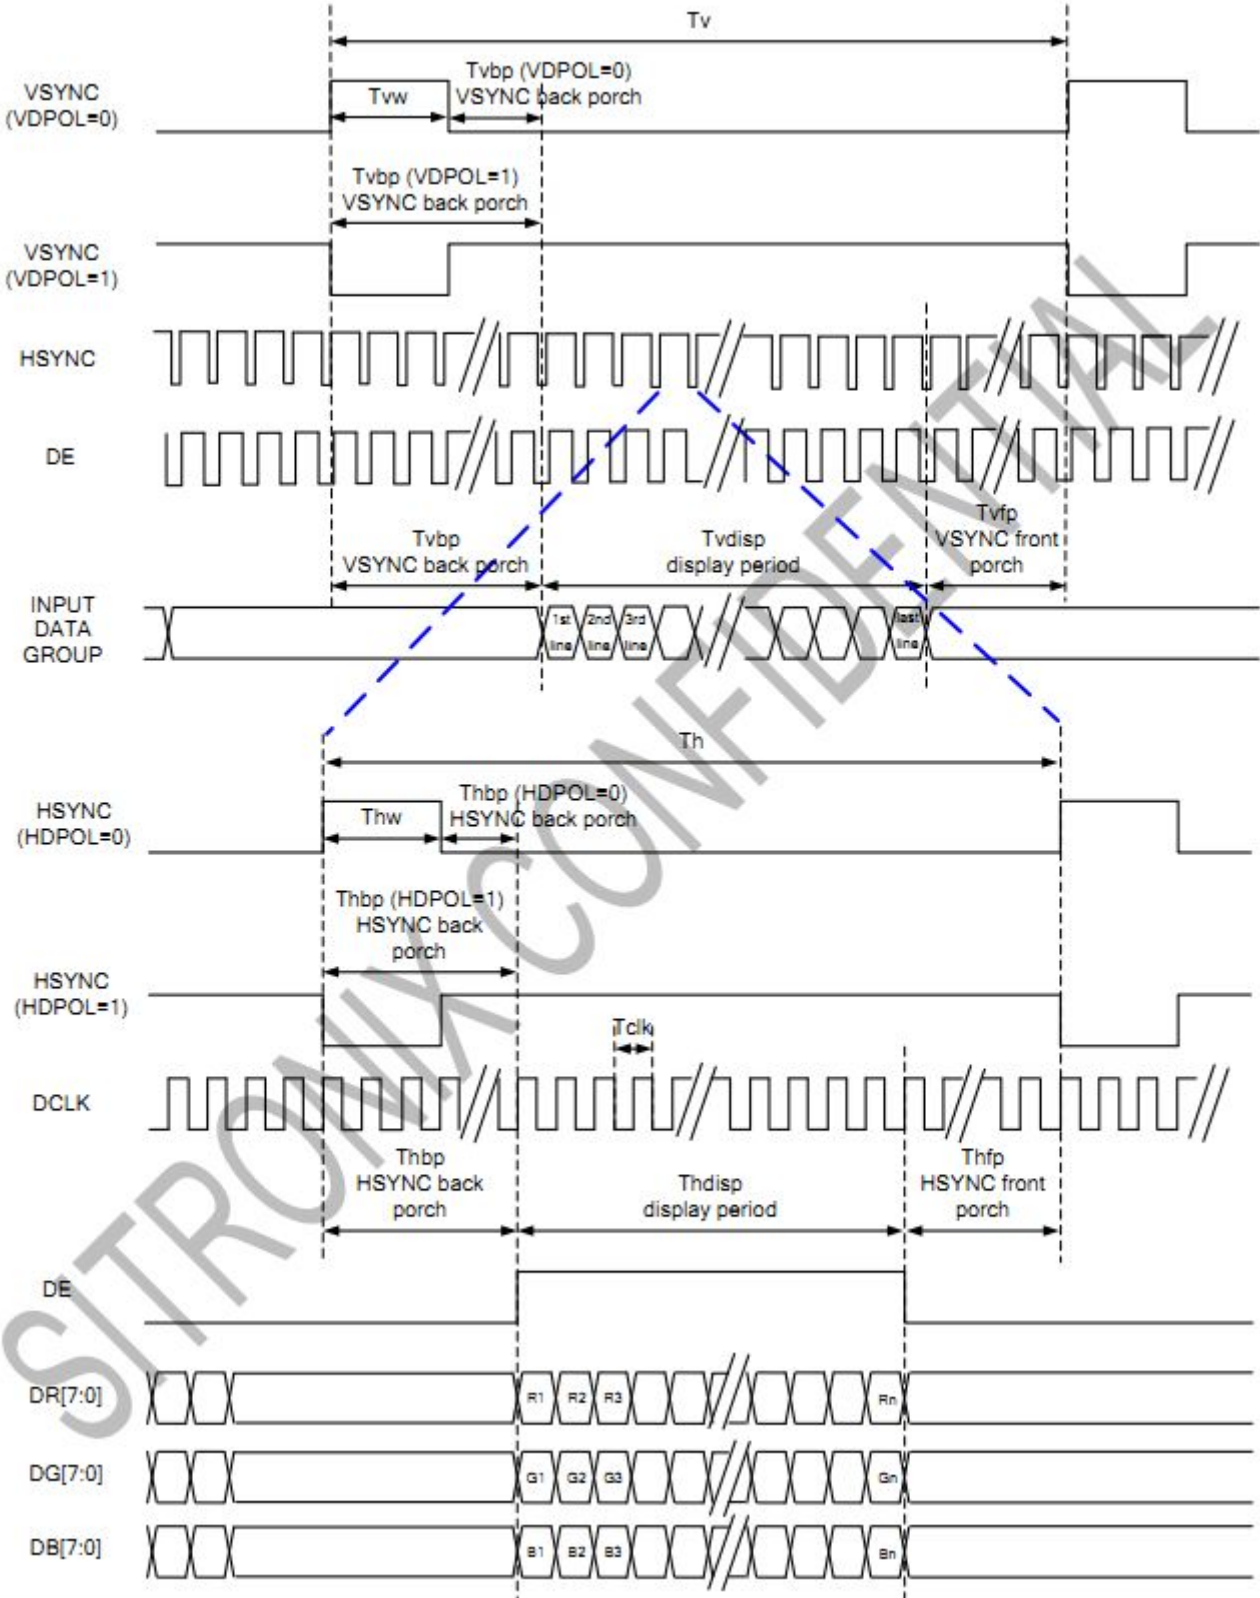 Tv
VSYNC
(VDPOL=0)
Tvw
Tvbp (VDPOL=0)
VSYNC back porch
Tvbp (VDPOL=1)
VSYNC back porch
VSYNC
(VDPOL=1)
HSYNC
DE
Tvbp
VSYNC back porch
Tvdisp
display period
Tvfp
VSYNC front
porch
INPUT
DATA
GROUP
1st
line
2nd
line
3rd
line
last
line
Th
HSYNC
(HDPOL=0)
Thw
Thbp (HDPOL=0)
HSYNC back porch
Thbp (HDPOL=1)
HSYNC back
porch
HSYNC
(HDPOL=1)
Tclk
DCLK
Thbp
HSYNC back
porch
Thdisp
display period
Thfp
HSYNC front
porch
DE
DR[7:0]
R1 R2 R3 Rn
DG[7:0]
G1 G2 G3 Gn
DB[7:0]
B1 B2 B3 Bn
SITRONIX CONFIDENTIAL